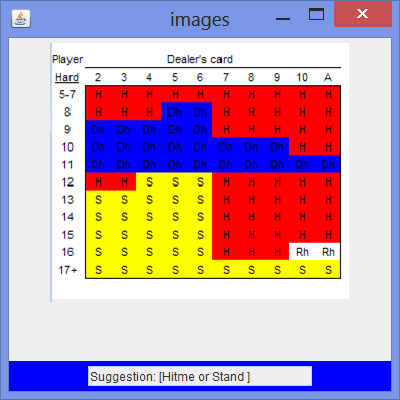 images
Player Dealer's card
Hard 2 3 4 5 6 7 8 9 10 A
5-7 H H H H H H H H H H
8 H H H Dh Dh H H H H H
9 Dh Dh Dh Dh Dh H H H H H
10 Dh Dh Dh Dh Dh Dh Dh Dh H H
11 Dh Dh Dh Dh Dh Dh Dh Dh Dh Dh
12 H H S S S H H H H H
13 S S S S S H H H H H
14 S S S S S H H H H H
15 S S S S S H H H H H
16 S S S S S H H H Rh Rh
17+ S S S S S S S S S S
Suggestion: [Hitme or Stand ]